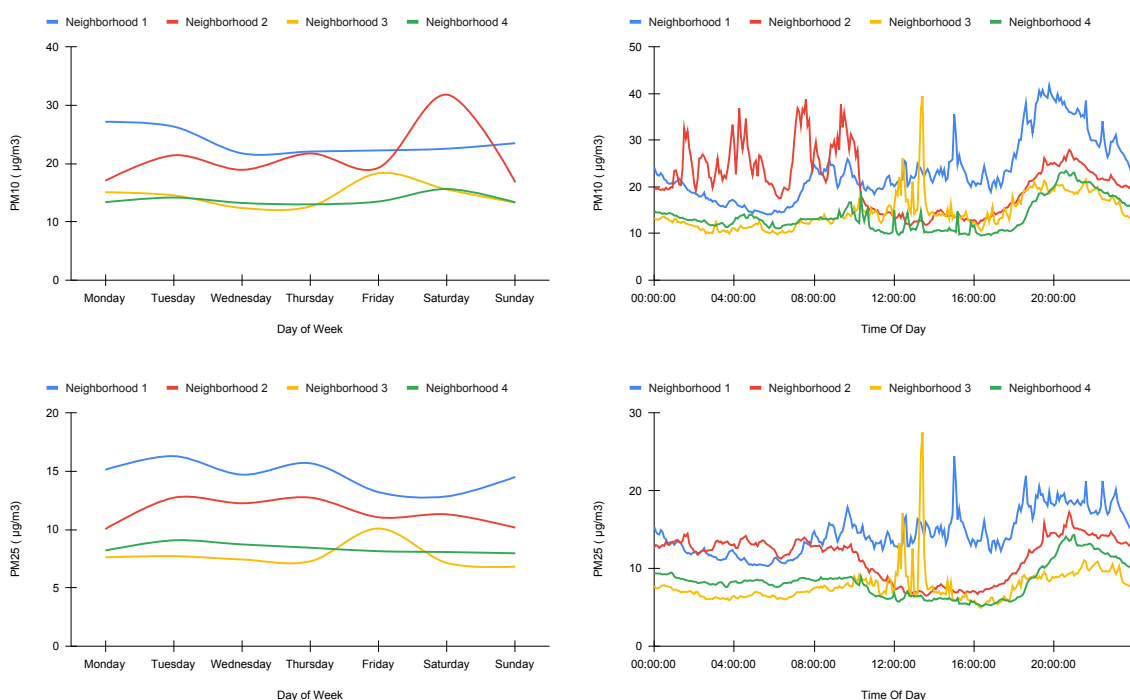 Neighborhood 1 Neighborhood 2 Neighborhood 3 Neighborhood 4
PM10 ( μg/m3)
40
30
20
10
0
Monday Tuesday Wednesday Thursday Friday Saturday Sunday
Day of Week
Neighborhood 1 Neighborhood 2 Neighborhood 3 Neighborhood 4
PM10 ( μg/m3)
50
40
30
20
10
0
00:00:00 04:00:00 08:00:00 12:00:00 16:00:00 20:00:00
Time Of Day
Neighborhood 1 Neighborhood 2 Neighborhood 3 Neighborhood 4
PM25 ( μg/m3)
20
15
10
5
0
Monday Tuesday Wednesday Thursday Friday Saturday Sunday
Day of Week
Neighborhood 1 Neighborhood 2 Neighborhood 3 Neighborhood 4
PM25 ( μg/m3)
30
20
10
0
00:00:00 04:00:00 08:00:00 12:00:00 16:00:00 20:00:00
Time Of Day